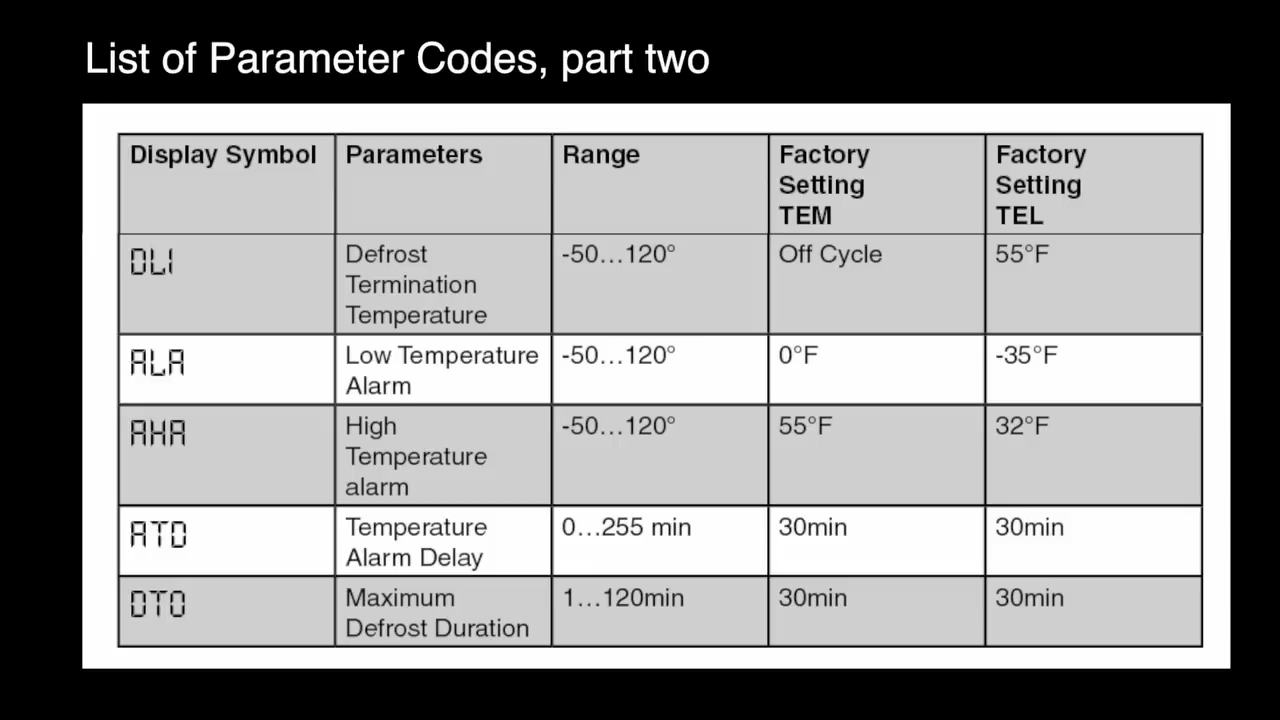 List of Parameter Codes, part two
Display Symbol Parameters Range Factory Setting TEM Factory Setting TEL
DLI Defrost Termination Temperature -50…120° Off Cycle 55°F
ALA Low Temperature Alarm -50…120° 0°F -35°F
AHA High Temperature alarm -50…120° 55°F 32°F
ATD Temperature Alarm Delay 0…255 min 30min 30min
DTO Maximum Defrost Duration 1…120min 30min 30min